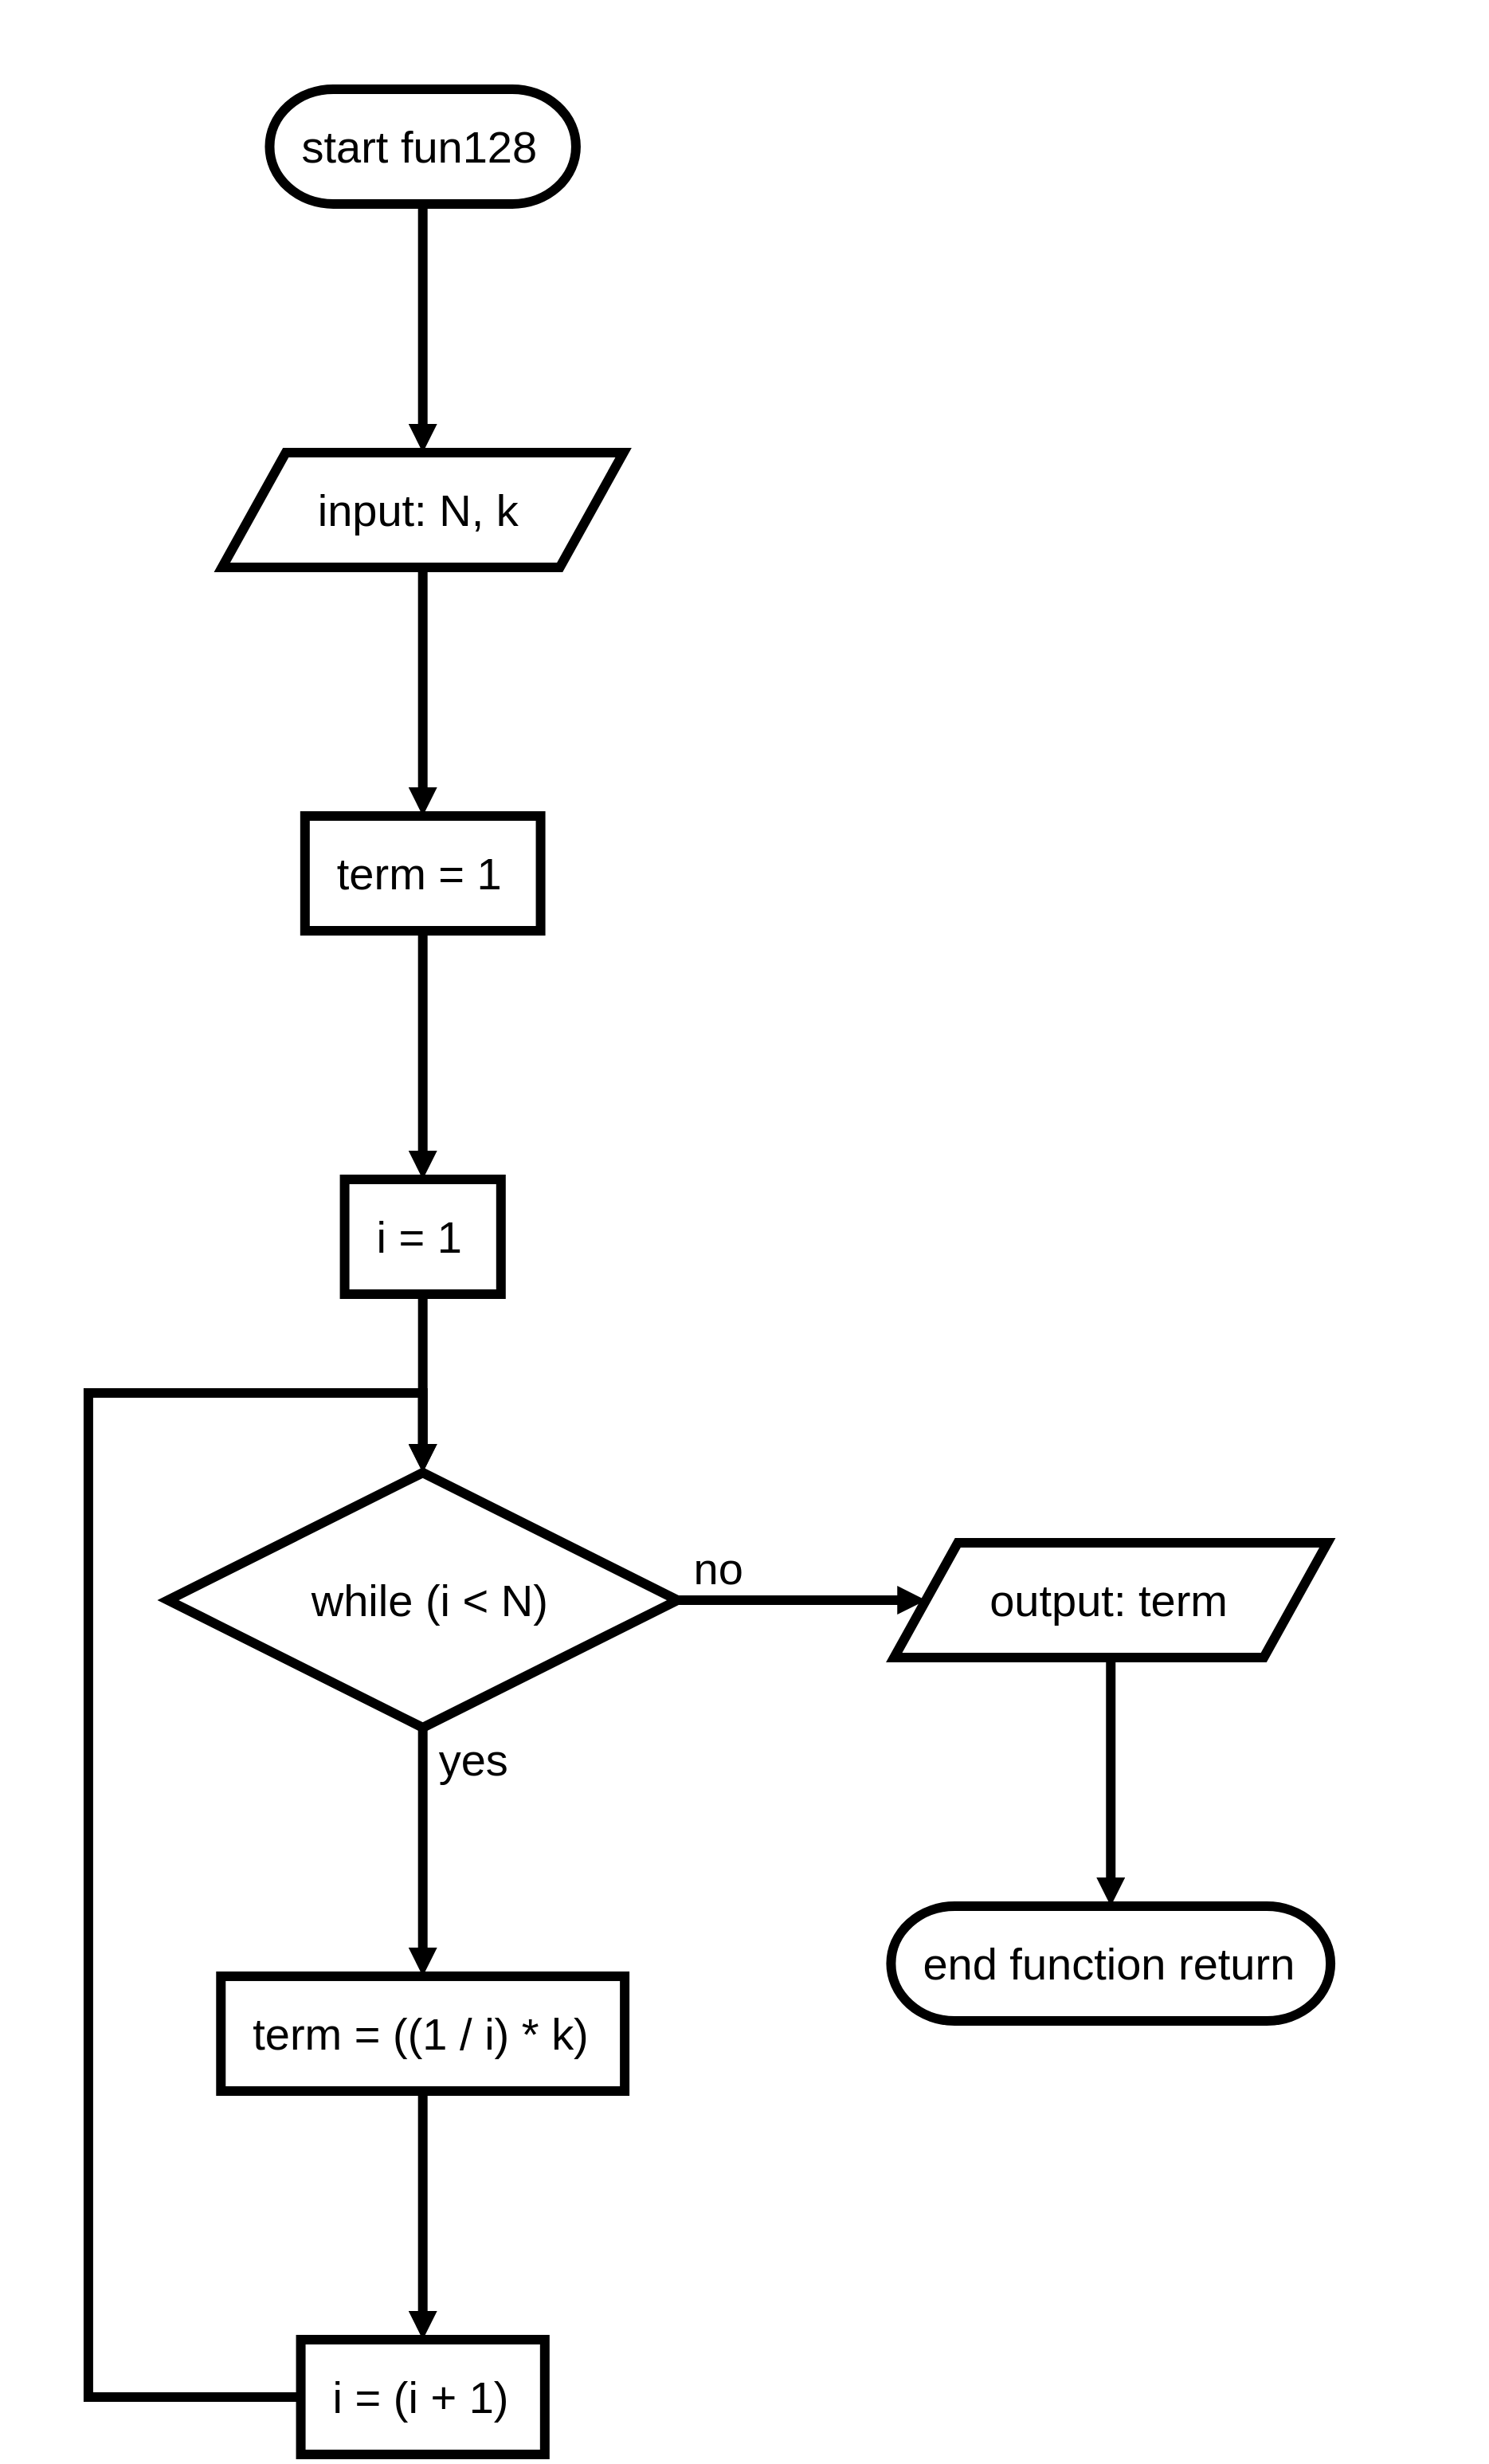 start fun128
input: N, k
term = 1
i = 1
while (i < N)
no
output: term
yes
end function return
term = ((1 / i) * k)
i = (i + 1)